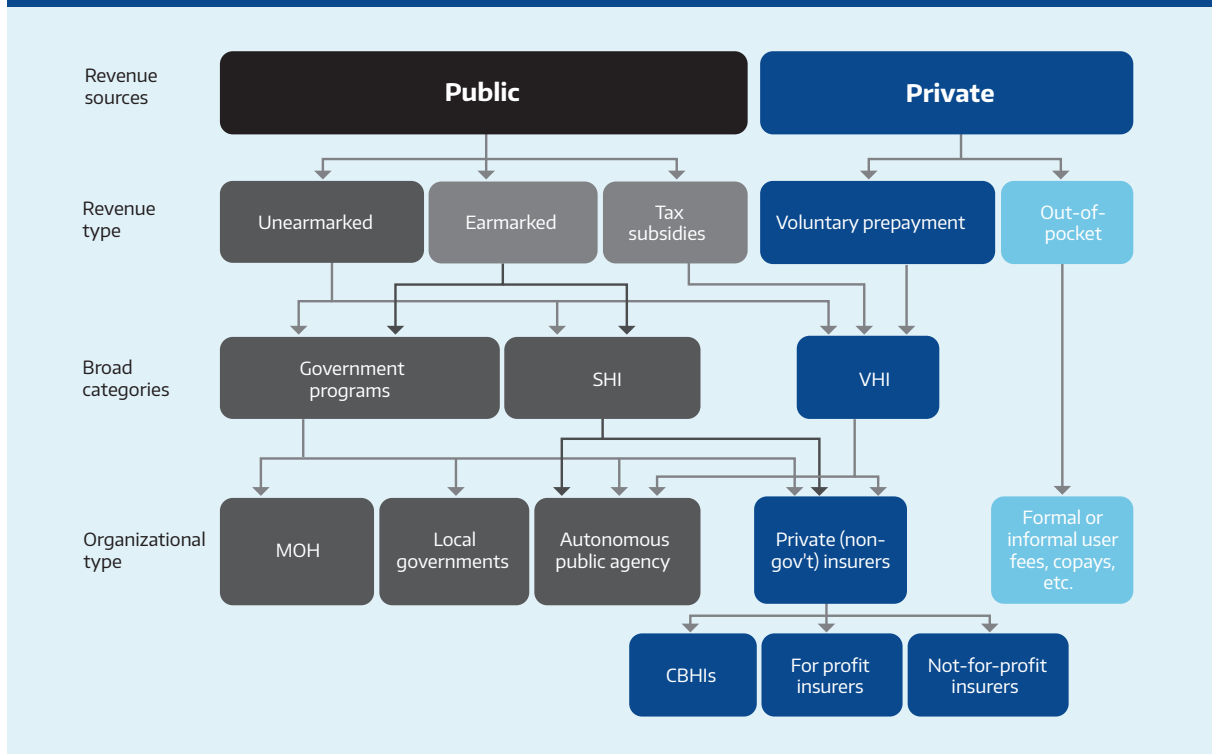 Revenue
sources
Public
Private
Revenue
type
Unearmarked
Earmarked
Tax
subsidies
Voluntary prepayment
Out-of-
pocket
Broad
categories
Government
programs
SHI
VHI
Organizational
type
MOH
Local
governments
Autonomous
public agency
Private (non-
gov't) insurers
Formal or
informal user
fees, copays,
etc.
CBHIs
For profit
insurers
Not-for-profit
insurers